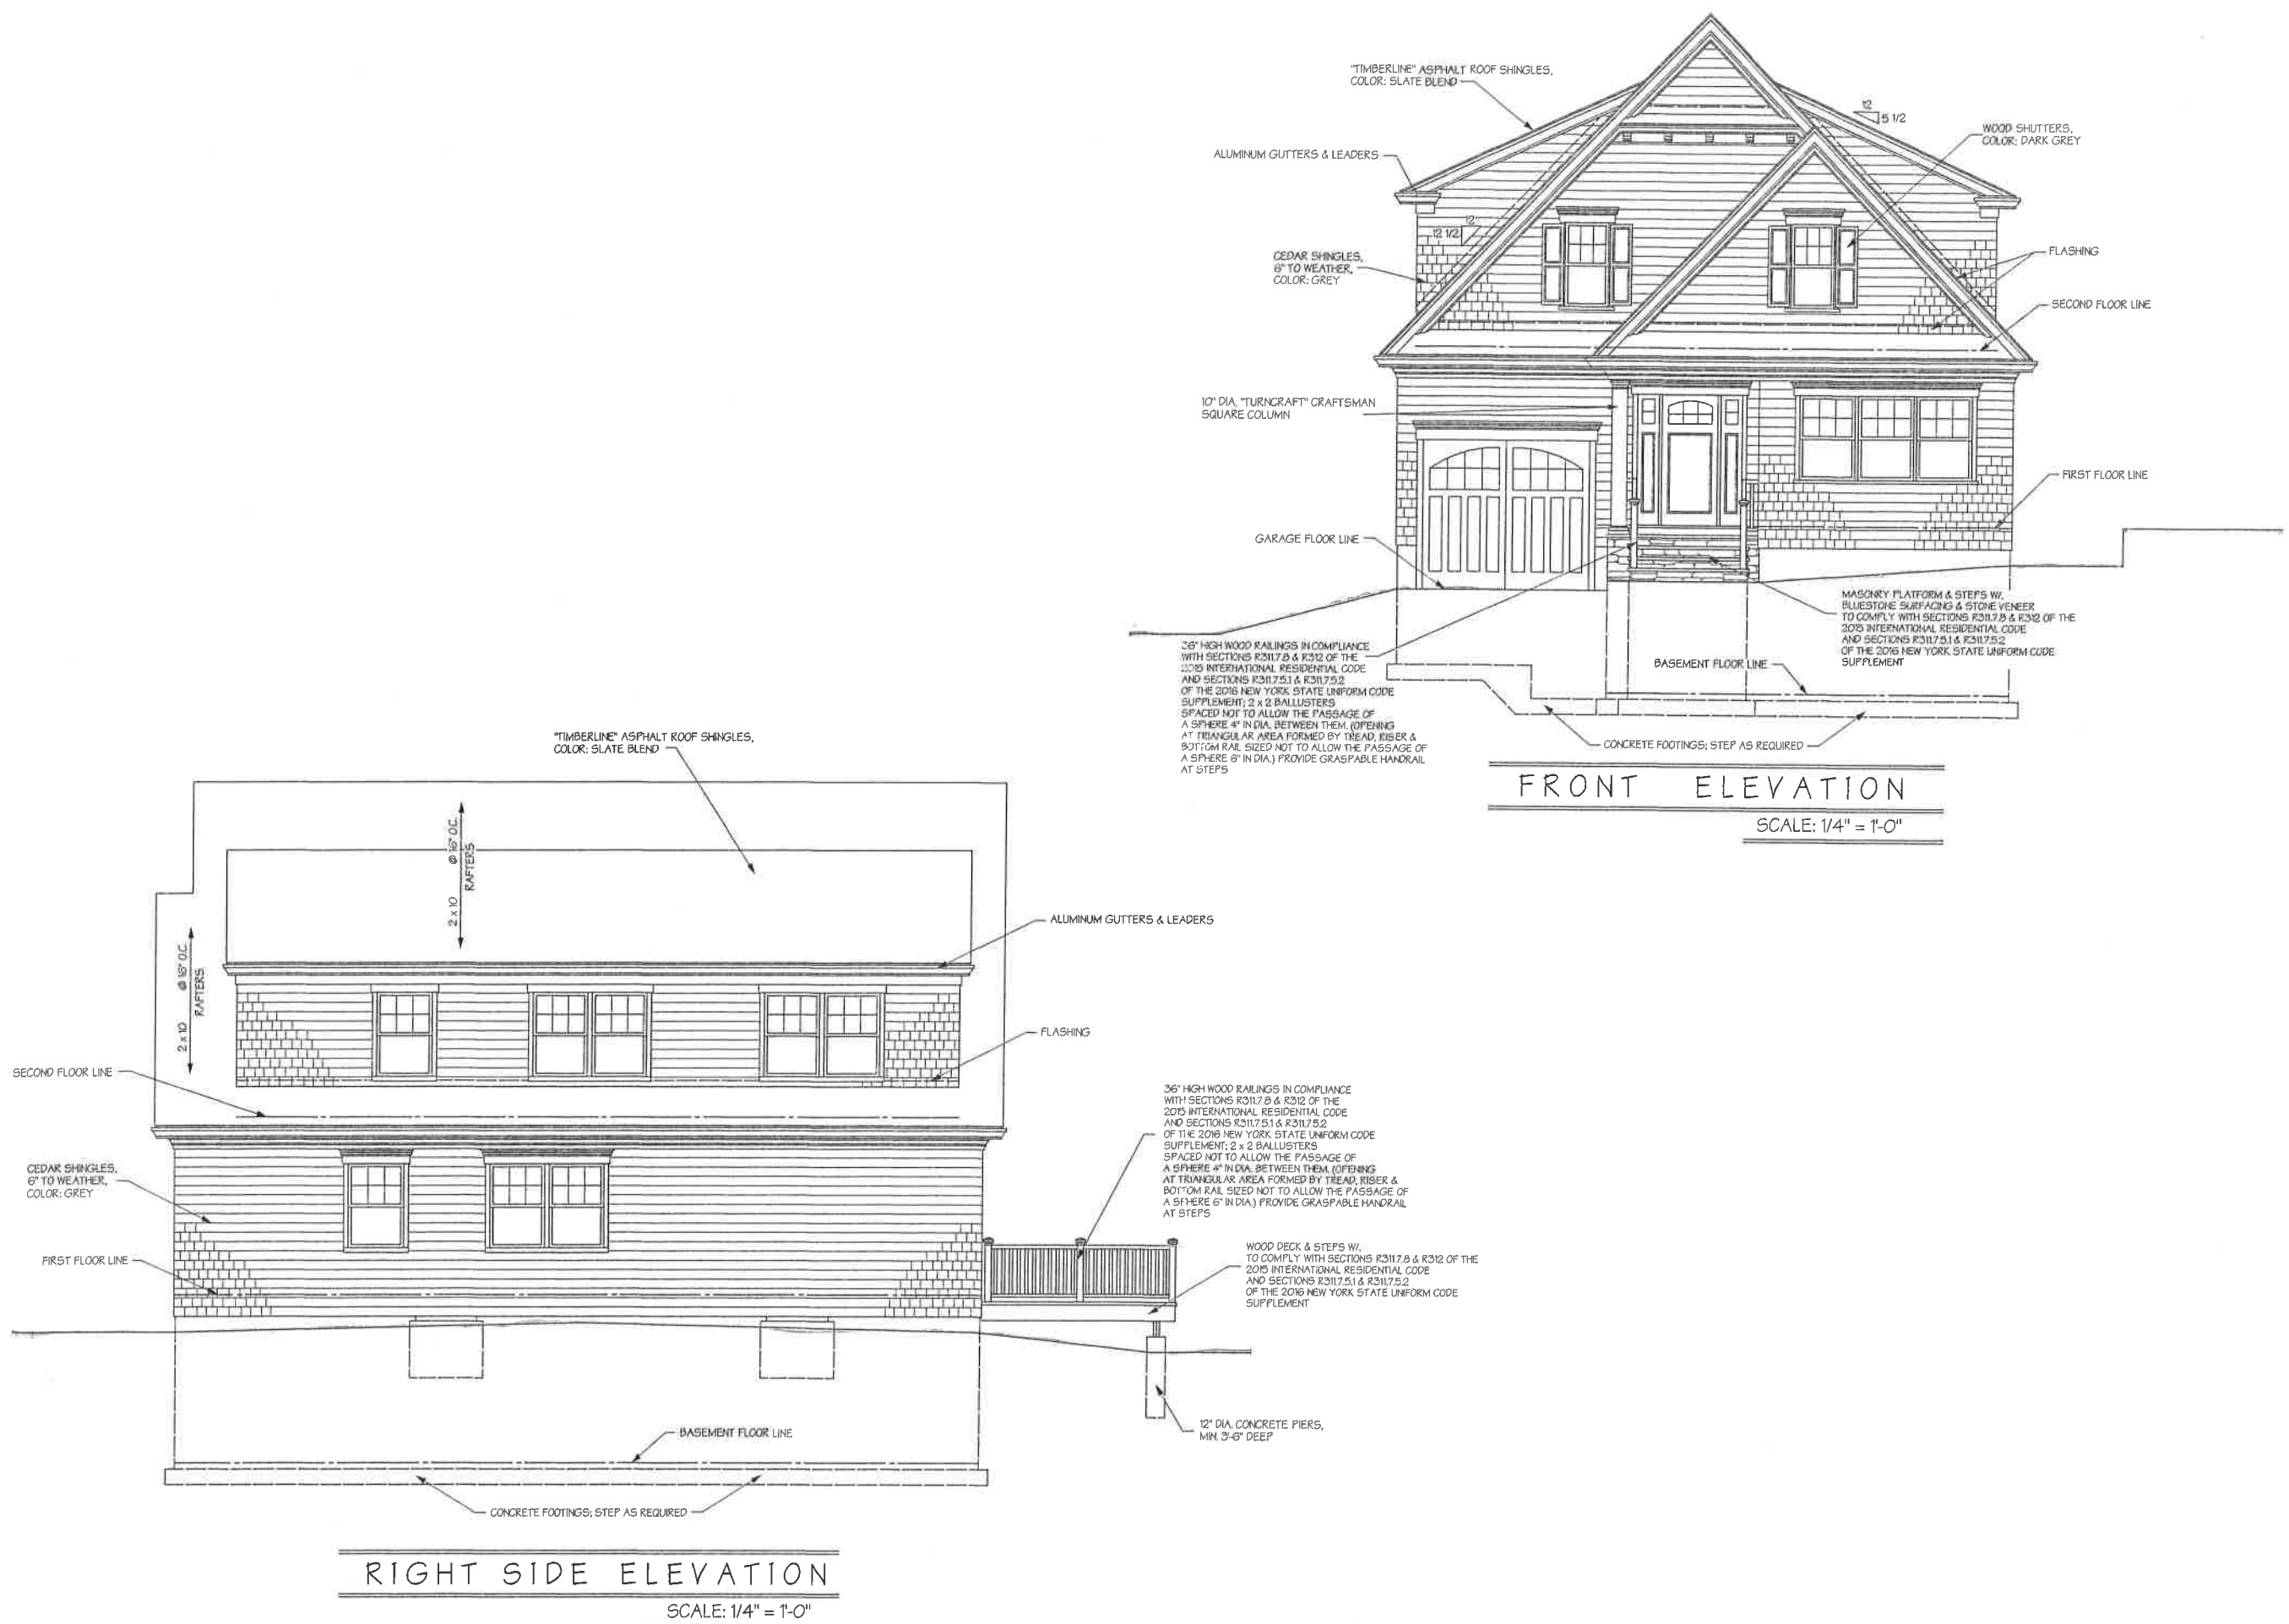 "TIMBERLINE" ASPHALT ROOF SHINGLES,
COLOR: SLATE BLEND
12
5 1/2
WOOD SHUTTERS,
COLOR: DARK GREY
ALUMINUM GUTTERS & LEADERS
12
12 1/2
CEDAR SHINGLES,
6" TO WEATHER,
COLOR: GREY
FLASHING
SECOND FLOOR LINE
10" DIA. "TURNCRAFT" CRAFTSMAN
SQUARE COLUMN
FIRST FLOOR LINE
GARAGE FLOOR LINE
MASONRY PLATFORM & STEPS W/.
BLUESTONE SURFACING & STONE VENEER
TO COMPLY WITH SECTIONS R311.7.8 & R312 OF THE
2015 INTERNATIONAL RESIDENTIAL CODE
AND SECTIONS R311.7.5.1 & R311.7.5.2
OF THE 2016 NEW YORK STATE UNIFORM CODE
SUPPLEMENT
36" HIGH WOOD RAILINGS IN COMPLIANCE
WITH SECTIONS R311.7.8 & R312 OF THE
2015 INTERNATIONAL RESIDENTIAL CODE
AND SECTIONS R311.7.5.1 & R311.7.5.2
OF THE 2016 NEW YORK STATE UNIFORM CODE
SUPPLEMENT; 2 x 2 BALLUSTERS
SPACED NOT TO ALLOW THE PASSAGE OF
A SPHERE 4" IN DIA. BETWEEN THEM. (OPENING
AT TRIANGULAR AREA FORMED BY TREAD, RISER &
BOTTOM RAIL SIZED NOT TO ALLOW THE PASSAGE OF
A SPHERE 6" IN DIA.) PROVIDE GRASPABLE HANDRAIL
AT STEPS
BASEMENT FLOOR LINE
CONCRETE FOOTINGS; STEP AS REQUIRED
FRONT ELEVATION
SCALE: 1/4" = 1'-0"
"TIMBERLINE" ASPHALT ROOF SHINGLES,
COLOR: SLATE BLEND
2 x 10 @ 16" O.C.
RAFTERS
ALUMINUM GUTTERS & LEADERS
2 x 10 @ 16" O.C.
RAFTERS
FLASHING
SECOND FLOOR LINE
36" HIGH WOOD RAILINGS IN COMPLIANCE
WITH SECTIONS R311.7.8 & R312 OF THE
2015 INTERNATIONAL RESIDENTIAL CODE
AND SECTIONS R311.7.5.1 & R311.7.5.2
OF THE 2016 NEW YORK STATE UNIFORM CODE
SUPPLEMENT; 2 x 2 BALLUSTERS
SPACED NOT TO ALLOW THE PASSAGE OF
A SPHERE 4" IN DIA. BETWEEN THEM. (OPENING
AT TRIANGULAR AREA FORMED BY TREAD, RISER &
BOTTOM RAIL SIZED NOT TO ALLOW THE PASSAGE OF
A SPHERE 6" IN DIA.) PROVIDE GRASPABLE HANDRAIL
AT STEPS
CEDAR SHINGLES,
6" TO WEATHER,
COLOR: GREY
WOOD DECK & STEPS W/.
TO COMPLY WITH SECTIONS R311.7.8 & R312 OF THE
2015 INTERNATIONAL RESIDENTIAL CODE
AND SECTIONS R311.7.5.1 & R311.7.5.2
OF THE 2016 NEW YORK STATE UNIFORM CODE
SUPPLEMENT
FIRST FLOOR LINE
12" DIA. CONCRETE PIERS,
MIN. 3'-6" DEEP
BASEMENT FLOOR LINE
CONCRETE FOOTINGS; STEP AS REQUIRED
RIGHT SIDE ELEVATION
SCALE: 1/4" = 1'-0"